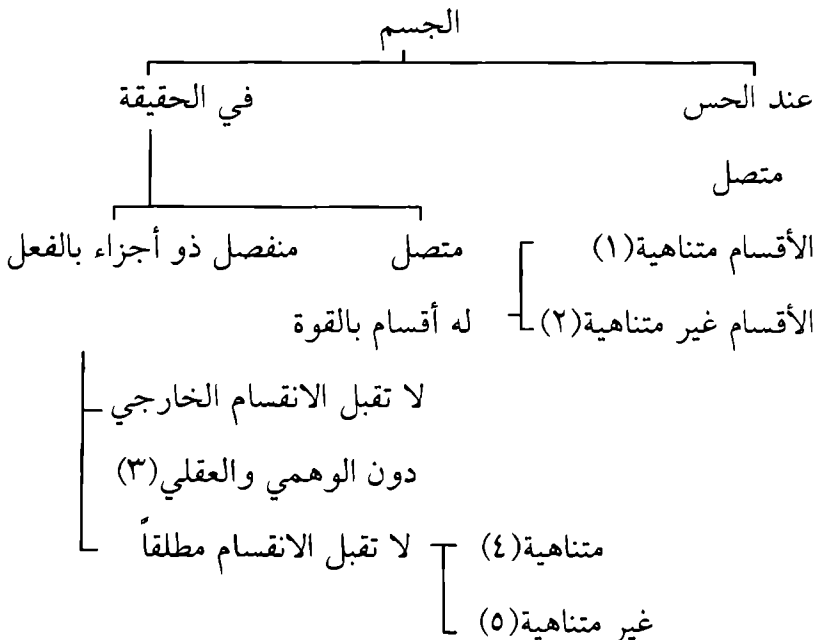 الجسم
عند الحس في الحقيقة
متصل
الأقسام متناهية(١) متصل منفصل ذو أجزاء بالفعل
الأقسام غير متناهية(٢) له أقسام بالقوة
لا تقبل الانقسام الخارجي
دون الوهمي والعقلي(٣)
متناهية(٤) لا تقبل الانقسام مطلقاً
غير متناهية(٥)